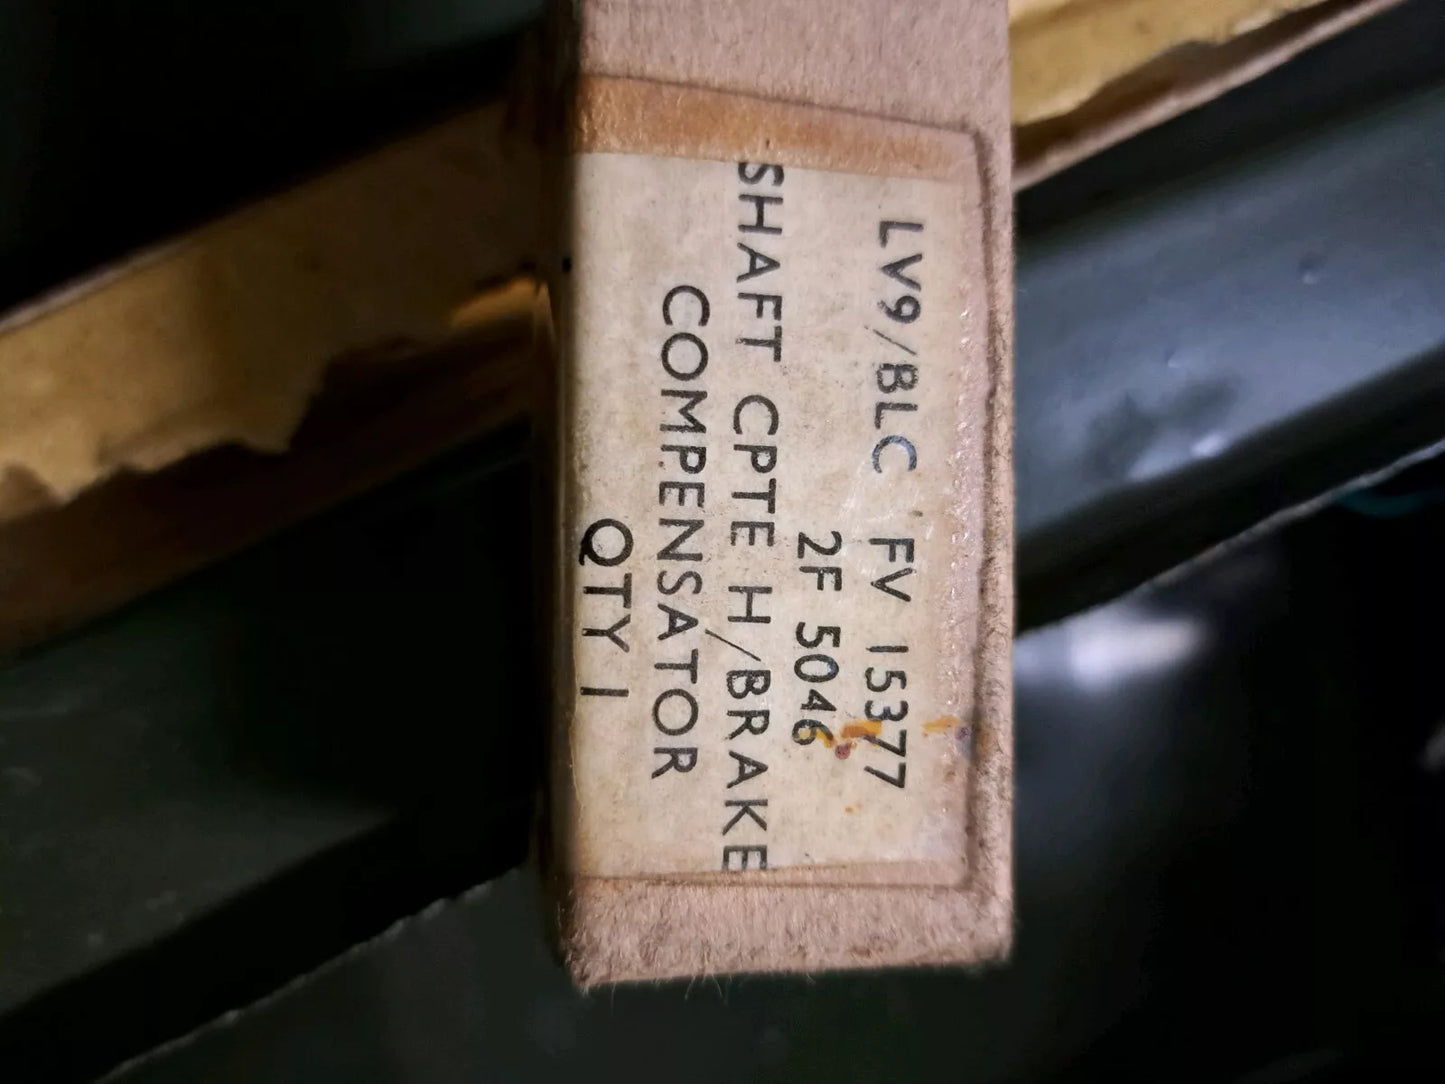 LV9/BLC FV 15377
2F 5046
SHAFT CPTE H/BRAKE
COMPENSATOR
QTY 1